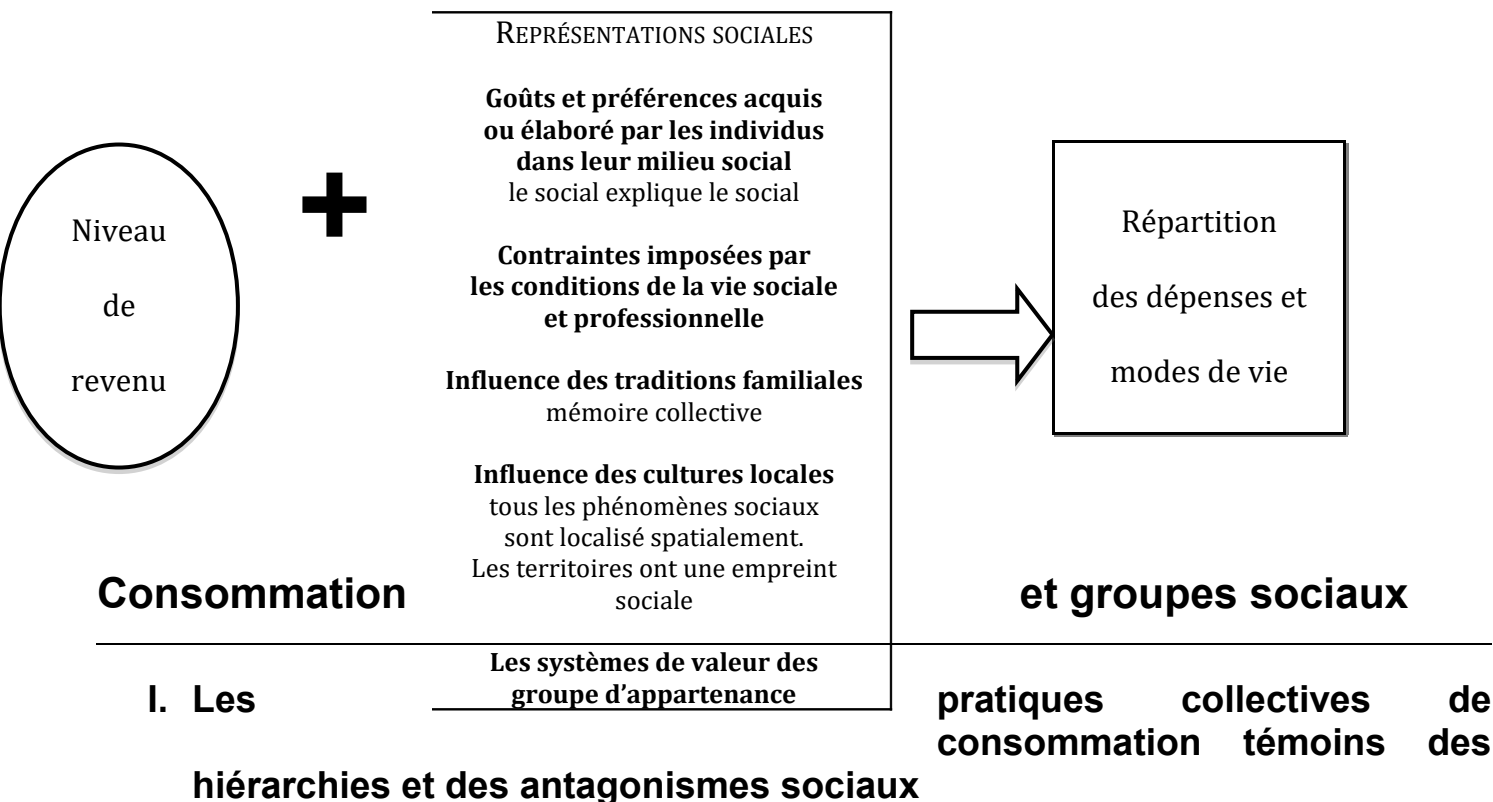 REPRÉSENTATIONS SOCIALES
Goûts et préférences acquis
ou élaboré par les individus
dans leur milieu social
le social explique le social
Contraintes imposées par
les conditions de la vie sociale
et professionnelle
Influence des traditions familiales
mémoire collective
Influence des cultures locales
tous les phénomènes sociaux
sont localisé spatialement.
Les territoires ont une empreint
sociale
Les systèmes de valeur des
groupe d'appartenance
Niveau
de
revenu
+
Répartition
des dépenses et
modes de vie
Consommation et groupes sociaux
I. Les pratiques collectives de
consommation témoins des
hiérarchies et des antagonismes sociaux